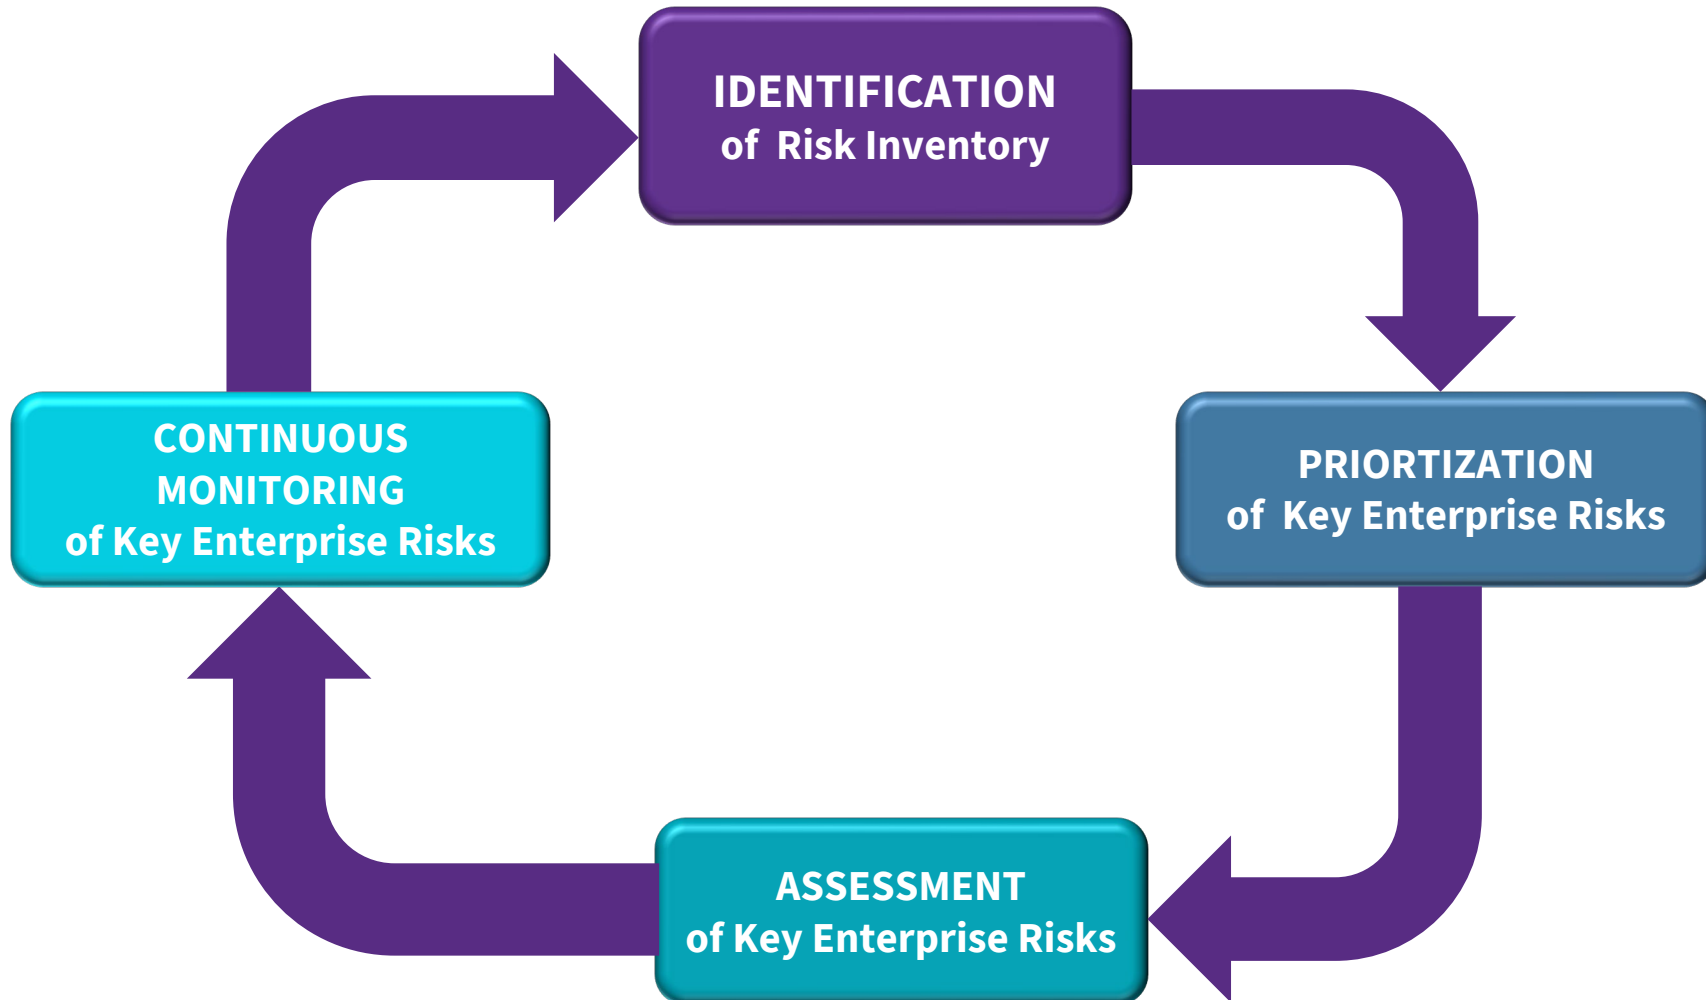 IDENTIFICATION
of Risk Inventory
PRIORTIZATION
of Key Enterprise Risks
ASSESSMENT
of Key Enterprise Risks
CONTINUOUS
MONITORING
of Key Enterprise Risks